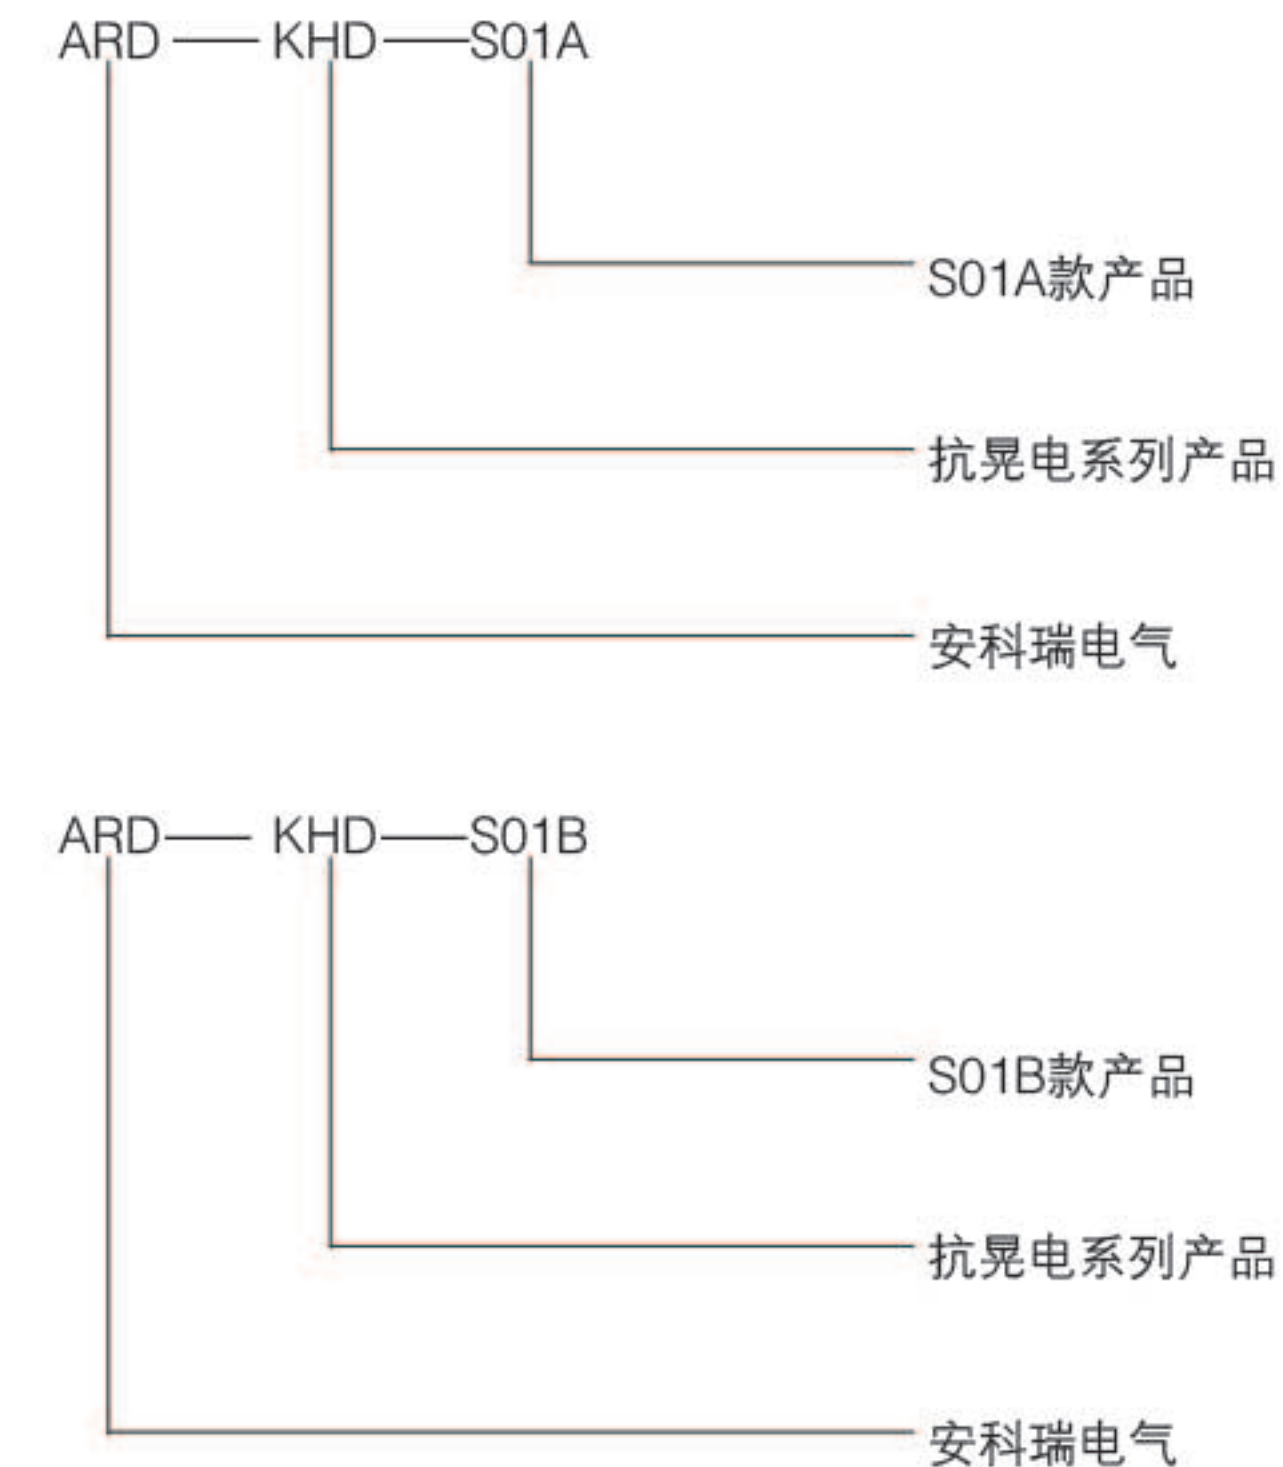 ARD — KHD — S01A
S01A款产品
抗晃电系列产品
安科瑞电气
ARD — KHD — S01B
S01B款产品
抗晃电系列产品
安科瑞电气